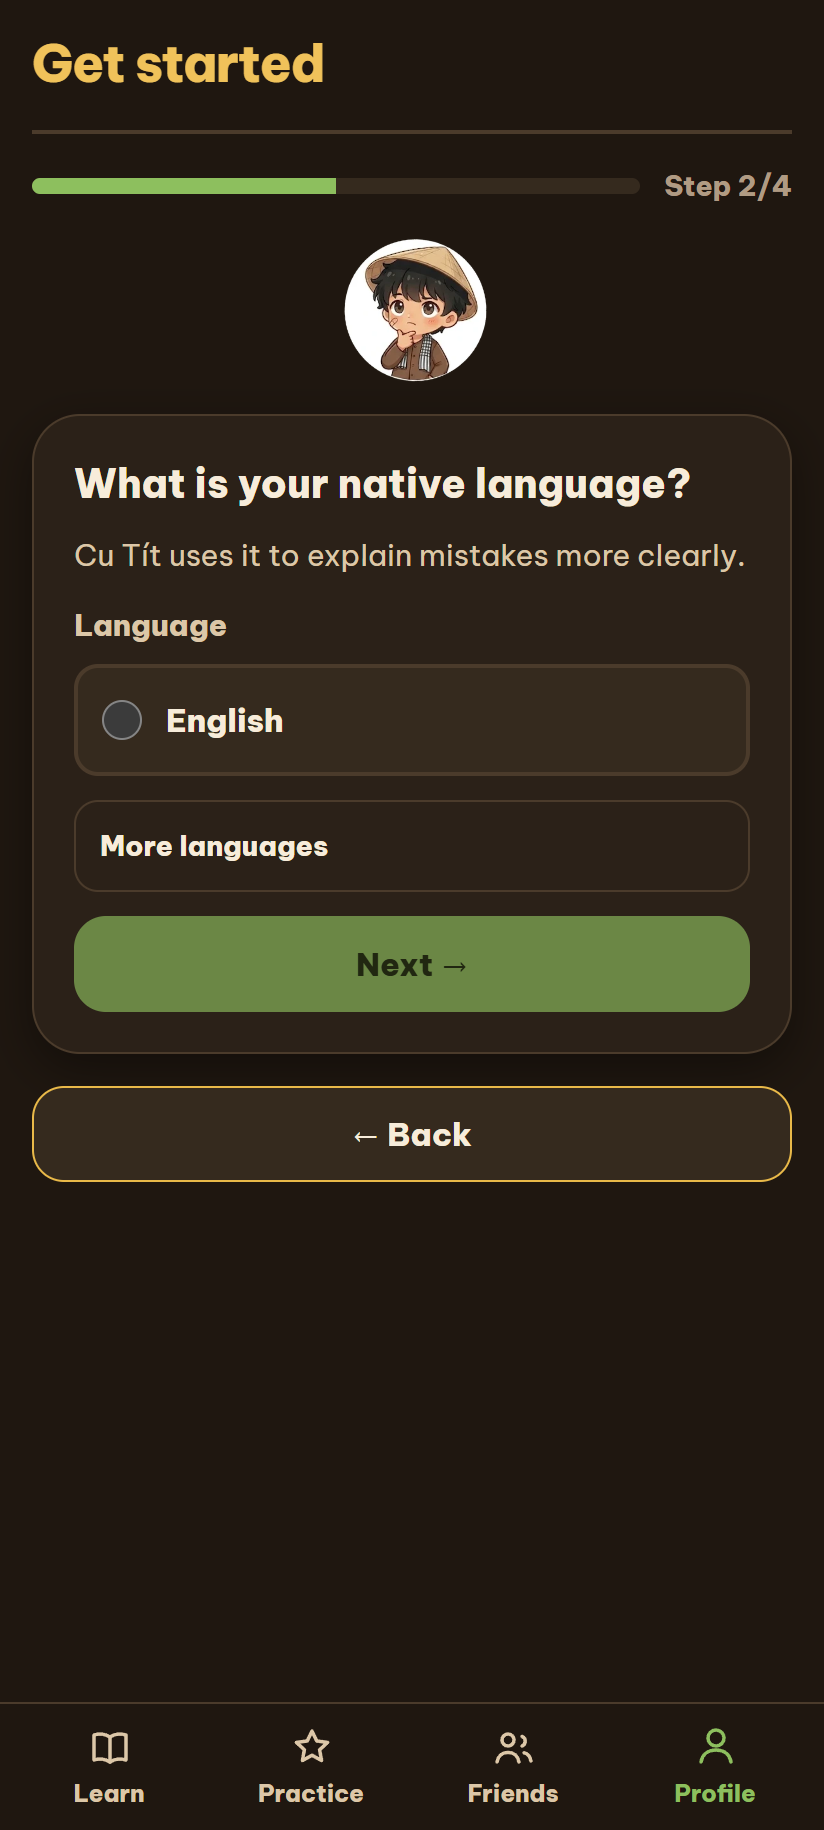 Get started
Step 2/4
What is your native language?
Cu Tít uses it to explain mistakes more clearly.
Language
English
More languages
Next →
← Back
Learn Practice Friends Profile